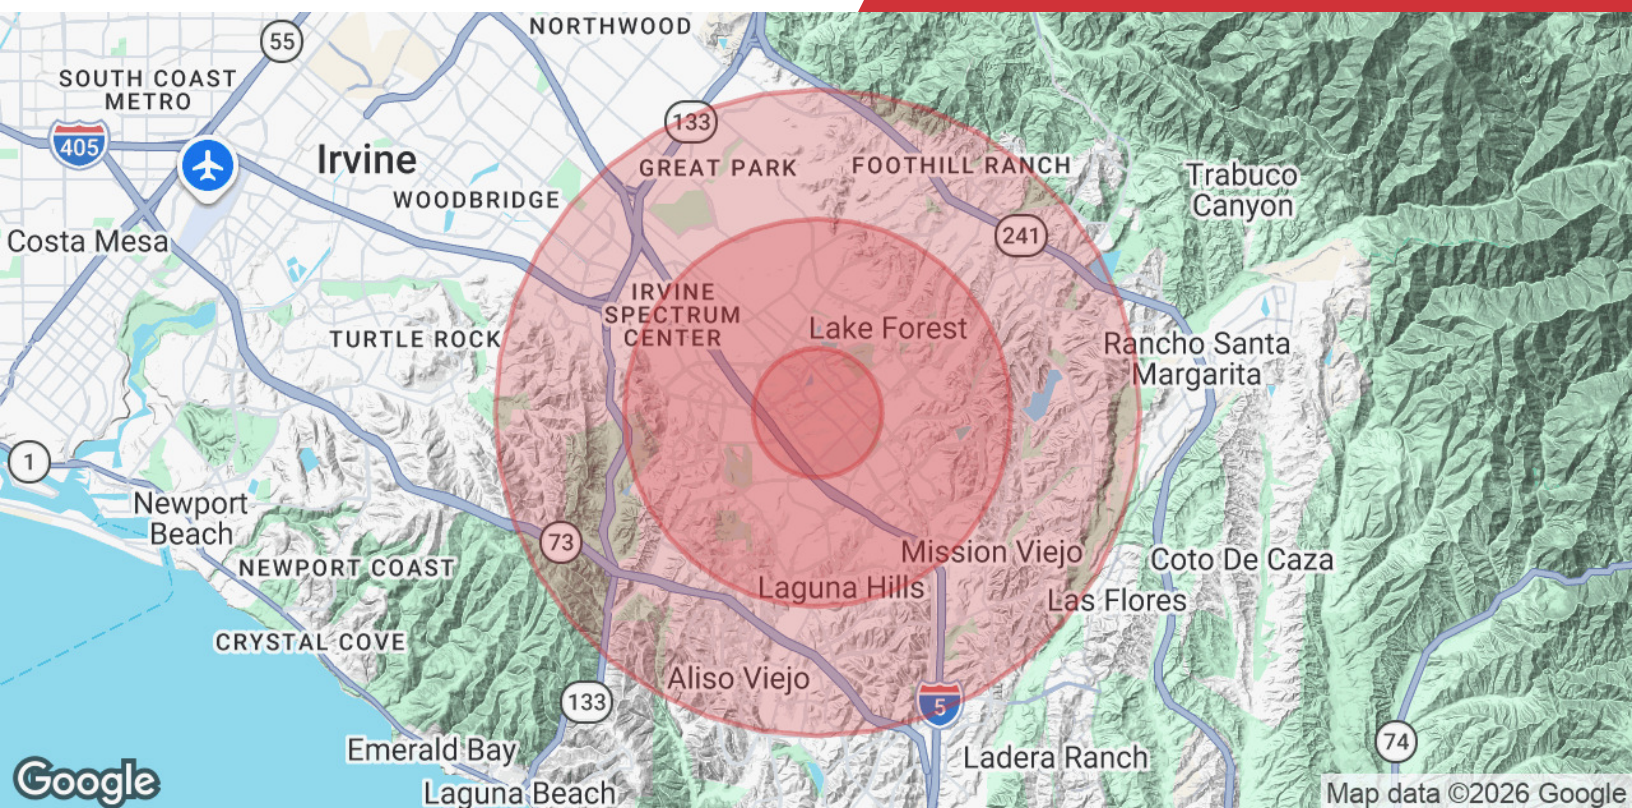 NORTHWOOD
55
SOUTH COAST
METRO
133
405
Irvine
GREAT PARK
FOOTHILL RANCH
Trabuco
Canyon
WOODBRIDGE
Costa Mesa
241
IRVINE
SPECTRUM
CENTER
TURTLE ROCK
Lake Forest
Rancho Santa
Margarita
1
Newport
Beach
73
Mission Viejo
Coto De Caza
NEWPORT COAST
Laguna Hills
Las Flores
CRYSTAL COVE
Aliso Viejo
133
5
74
Emerald Bay
Ladera Ranch
Google
Laguna Beach
Map data ©2026 Google